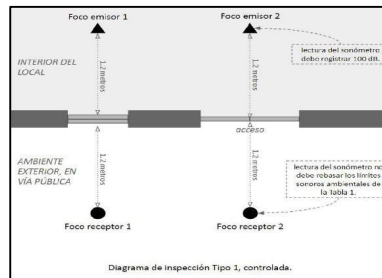 Foco emisor 1
Foco emisor 2
lectura del sonómetro
debo registrar 100 dB.
INTERIOR DEL
LOCAL
1.2 metros
1.2 metros
acceso
AMBIENTE
EXTERIOR, EN
VÍA PÚBLICA
1.2 metros
1.2 metros
lectura del sonómetro no
debe rebasar los límites
sonoros ambientales de
la Tabla 1.
Foco receptor 1
Foco receptor 2
Diagrama de inspección Tipo 1, controlada.